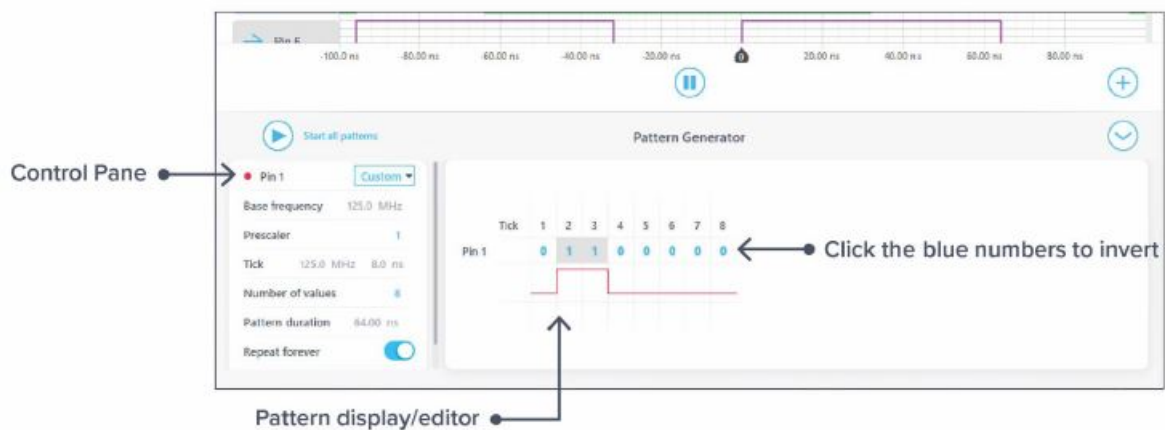 Pin 5
-100.0 ns -80.00 ns -60.00 ns -40.00 ns -20.00 ns 0 20.00 ns 40.00 ns 60.00 ns 80.00 ns
Start all patterns
Pattern Generator
Control Pane
Pin 1 Custom
Base frequency 125.0 MHz
Prescaler 1
Tick 125.0 MHz 8.0 ns
Number of values 8
Pattern duration 64.00 ns
Repeat forever
Tick 1 2 3 4 5 6 7 8
Pin 1 0 1 1 0 0 0 0 0
Click the blue numbers to invert
Pattern display/editor